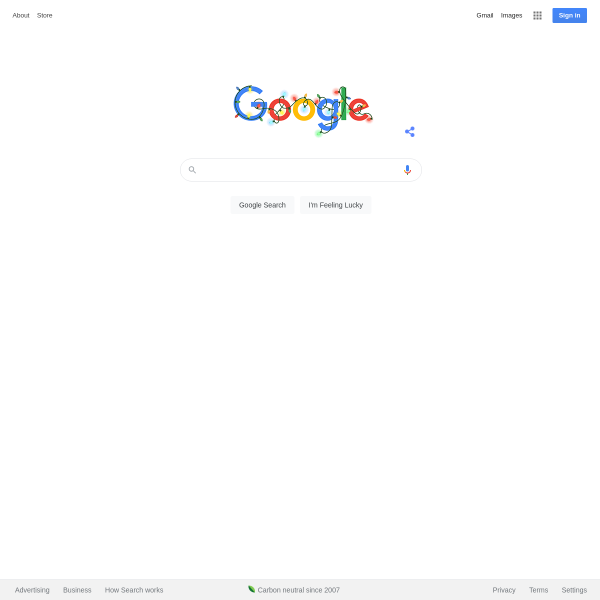 About Store Gmail Images Sign in
Google
Google Search I'm Feeling Lucky
Advertising Business How Search works Carbon neutral since 2007 Privacy Terms Settings